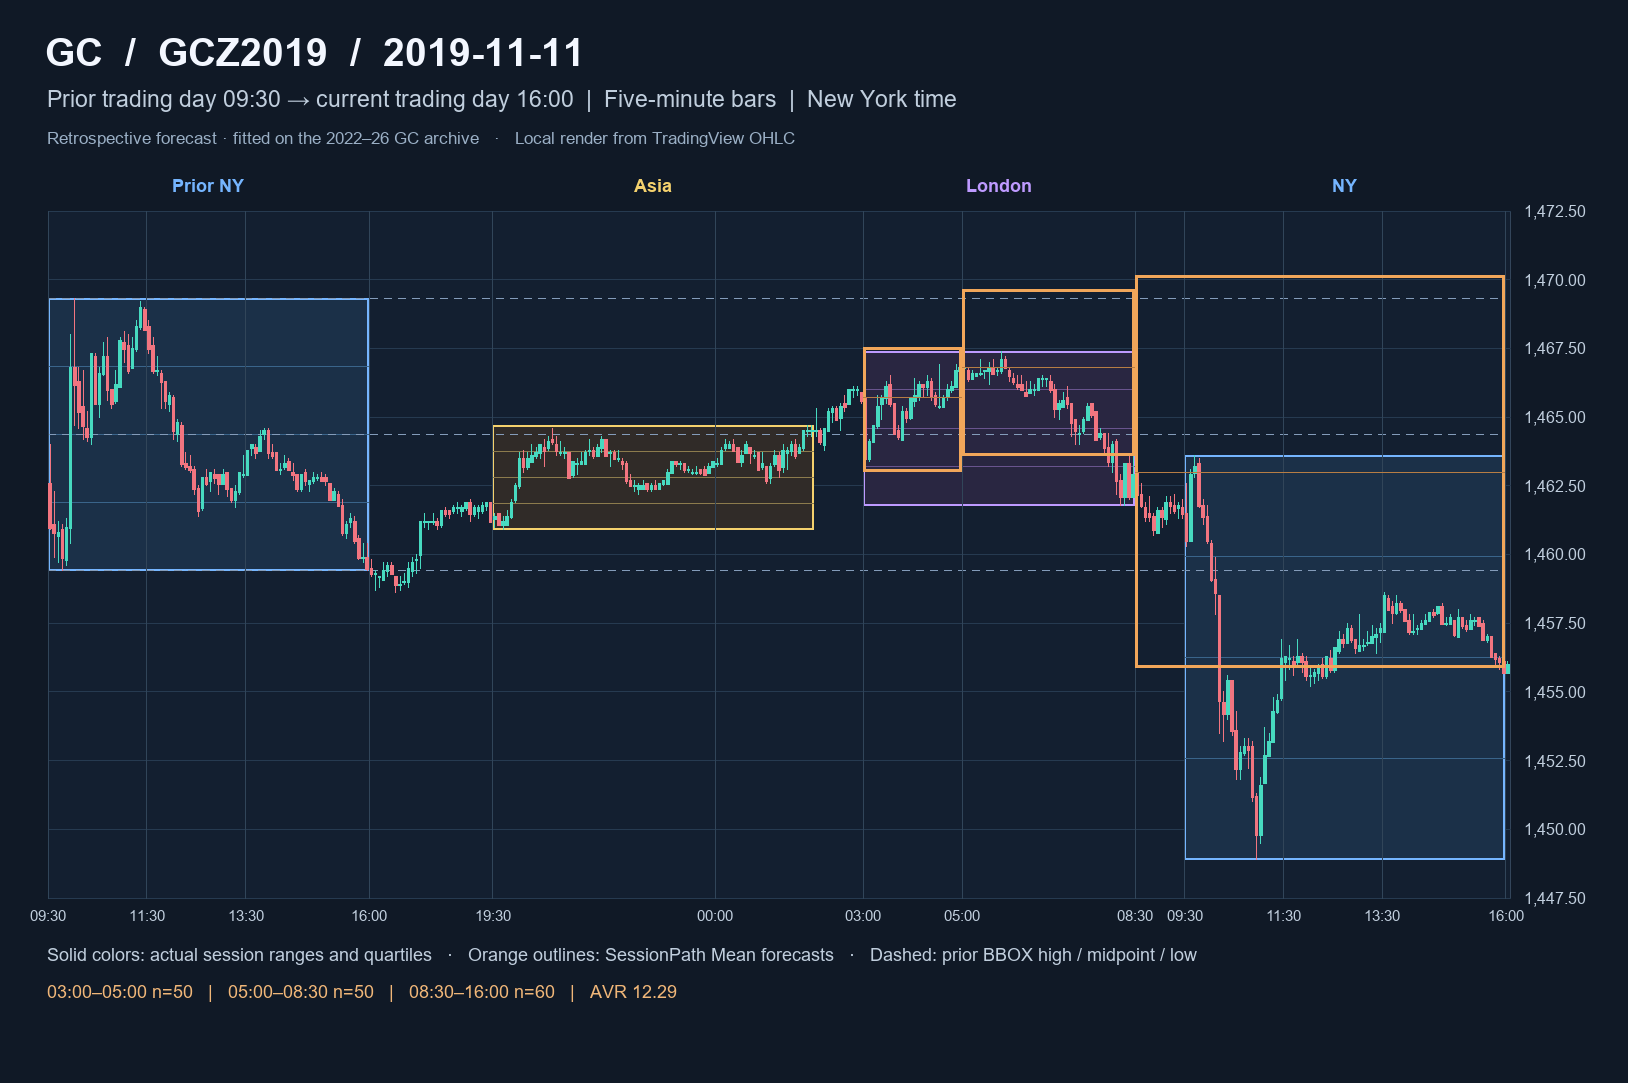 GC / GCZ2019 / 2019-11-11
Prior trading day 09:30 → current trading day 16:00 | Five-minute bars | New York time
Retrospective forecast · fitted on the 2022–26 GC archive · Local render from TradingView OHLC
Prior NY Asia London NY
1,472.50
1,470.00
1,467.50
1,465.00
1,462.50
1,460.00
1,457.50
1,455.00
1,452.50
1,450.00
1,447.50
09:30 11:30 13:30 16:00 19:30 00:00 03:00 05:00 08:30 09:30 11:30 13:30 16:00
Solid colors: actual session ranges and quartiles · Orange outlines: SessionPath Mean forecasts · Dashed: prior BBOX high / midpoint / low
03:00–05:00 n=50 | 05:00–08:30 n=50 | 08:30–16:00 n=60 | AVR 12.29